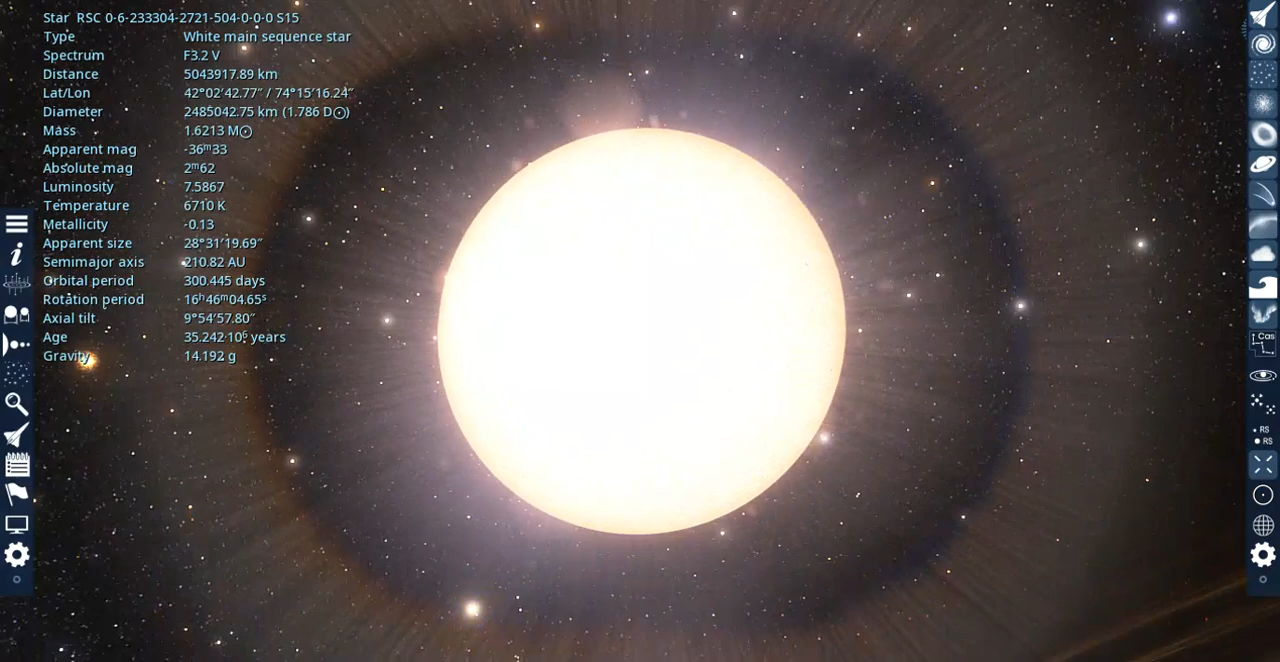 Star RSC 0-6-233304-2721-504-0-0-0 S15
Type White main sequence star
Spectrum F3.2 V
Distance 5043917.89 km
Lat/Lon 42°02′42.77″ / 74°15′16.24″
Diameter 2485042.75 km (1.786 D☉)
Mass 1.6213 M☉
Apparent mag -36ᵐ33
Absolute mag 2ᵐ62
Luminosity 7.5867
Temperature 6710 K
Metallicity -0.13
Apparent size 28°31′19.69″
Semimajor axis 210.82 AU
Orbital period 300.445 days
Rotation period 16ʰ46ᵐ04.65ˢ
Axial tilt 9°54′57.80″
Age 35.242·10⁶ years
Gravity 14.192 g
Cas
RS
RS